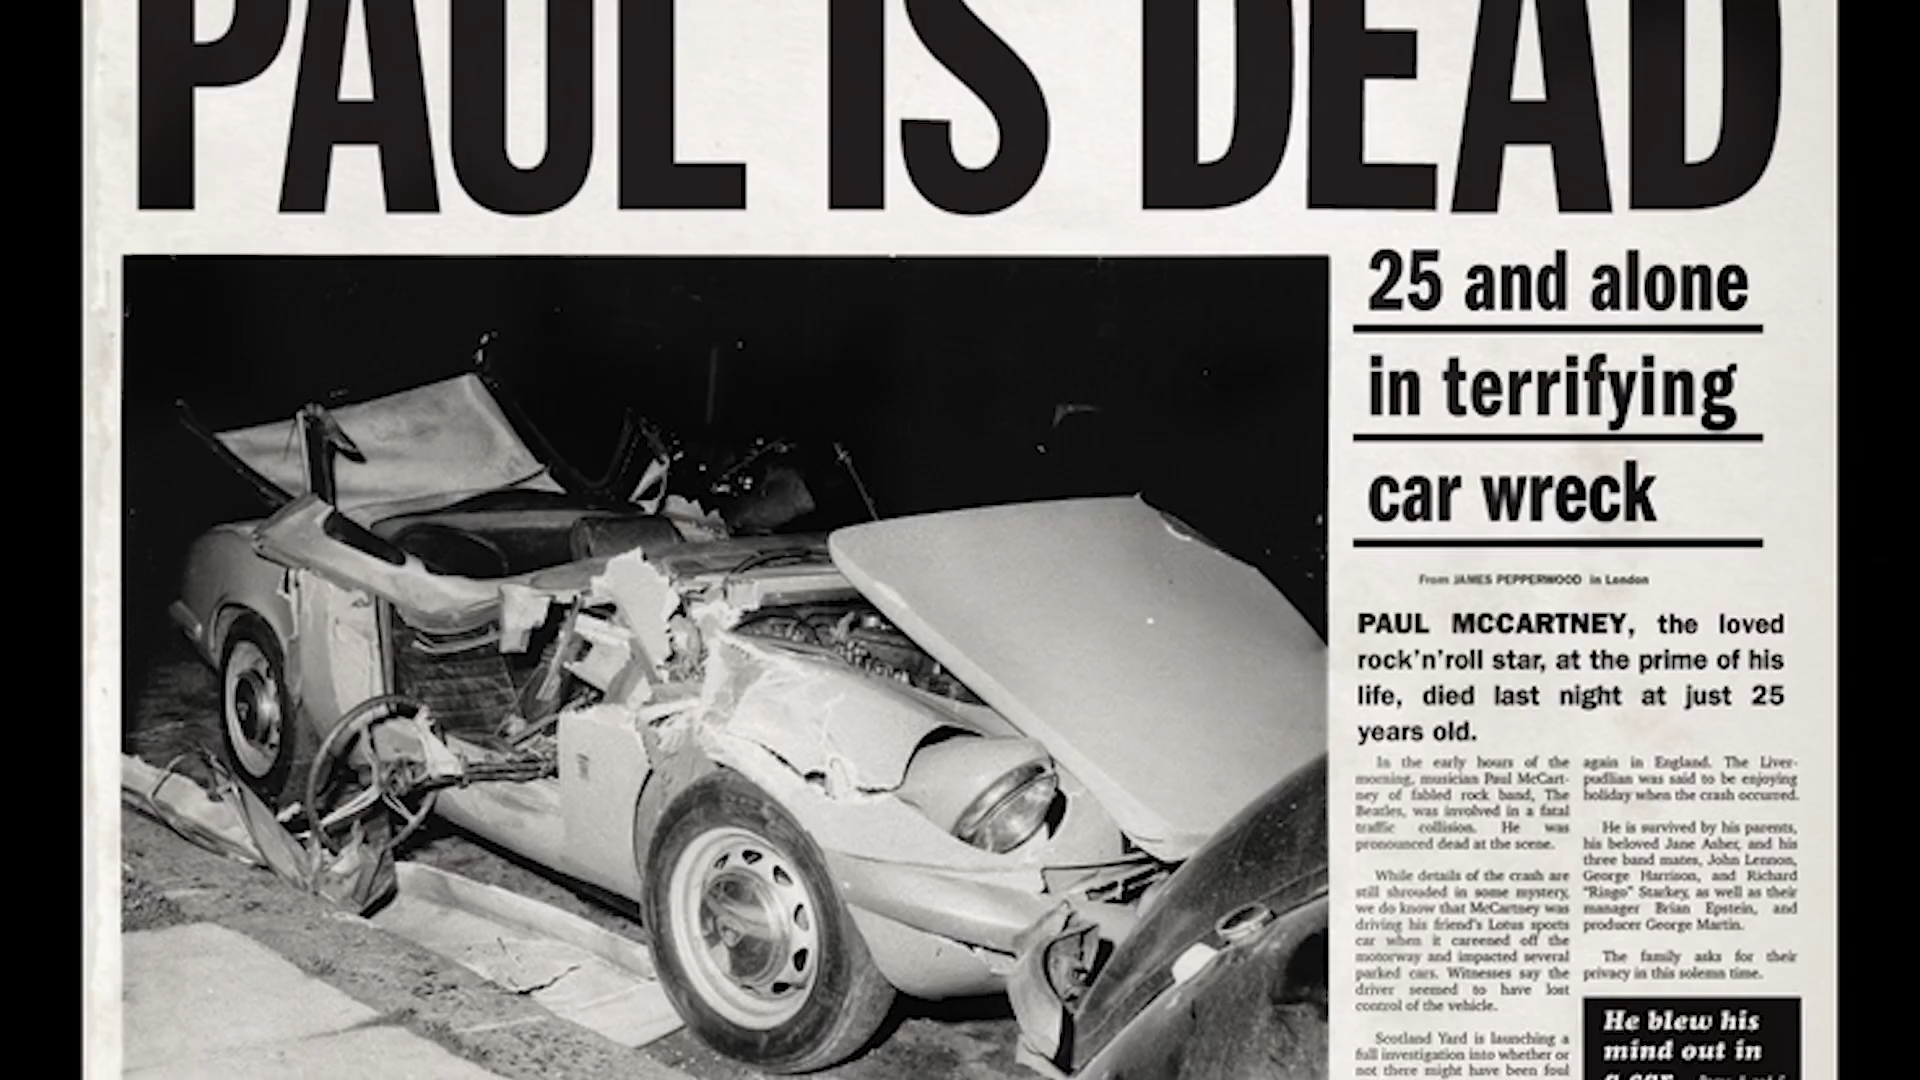 PAUL IS DEAD
25 and alone
in terrifying
car wreck
From JAMES PEPPERWOOD in London
PAUL MCCARTNEY, the loved
rock'n'roll star, at the prime of his
life, died last night at just 25
years old.
In the early hours of the
morning, musician Paul McCart-
ney of fabled rock band, The
Beatles, was involved in a fatal
traffic collision. He was
pronounced dead at the scene.
While details of the crash are
still shrouded in some mystery,
we do know that McCartney was
driving his friend's Lotus sports
car when it careened off the
motorway and impacted several
parked cars. Witnesses say the
driver seemed to have lost
control of the vehicle.
Scotland Yard is launching a
full investigation into whether or
not there might have been foul
again in England. The Liver-
pudlian was said to be enjoying
holiday when the crash occurred.
He is survived by his parents,
his beloved Jane Asher, and his
three band mates, John Lennon,
George Harrison, and Richard
"Ringo" Starkey, as well as their
manager Brian Epstein, and
producer George Martin.
The family asks for their
privacy in this solemn time.
He blew his
mind out in
a car